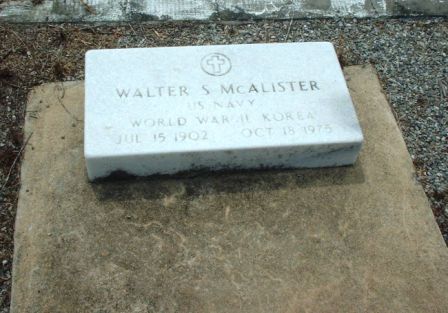 WALTER S McALISTER
US NAVY
WORLD WAR II KOREA
JUL 15 1902 OCT 18 1975